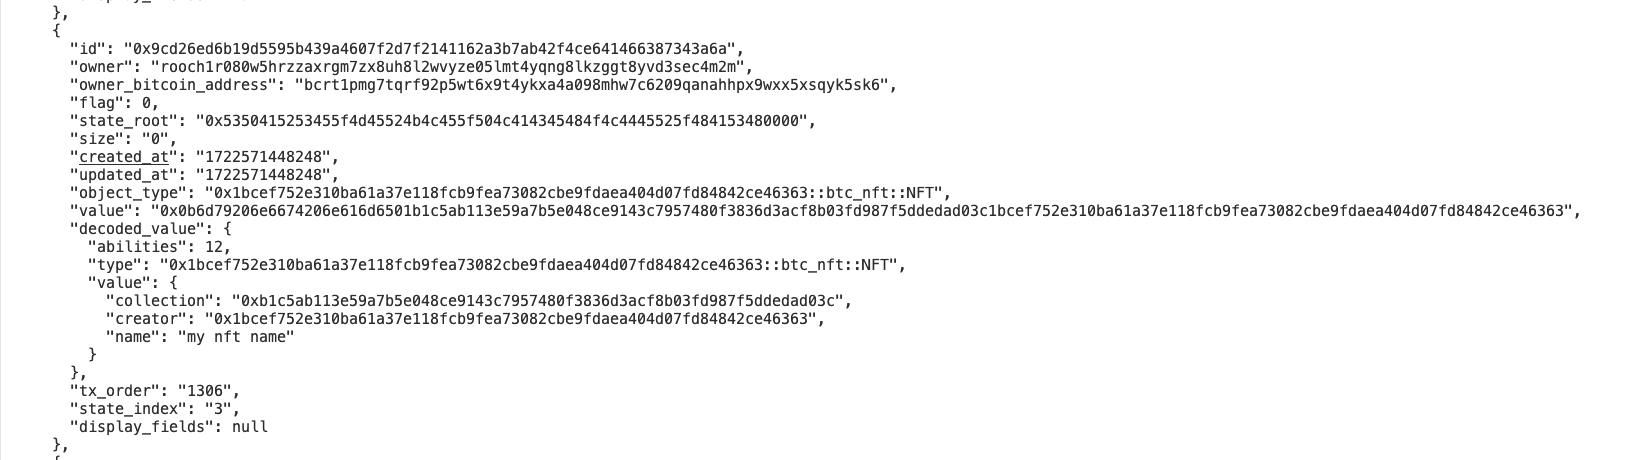 },
{
"id": "0x9cd26ed6b19d5595b439a4607f2d7f2141162a3b7ab42f4ce641466387343a6a",
"owner": "rooch1r080w5hrzzaxrgm7zx8uh8l2wvyze05lmt4yqng8lkzggt8yvd3sec4m2m",
"owner_bitcoin_address": "bcrt1pmg7tqrf92p5wt6x9t4ykxa4a098mhw7c6209qanahhpx9wxx5xsqyk5sk6",
"flag": 0,
"state_root": "0x5350415253455f4d45524b4c455f504c414345484f4c4445525f484153480000",
"size": "0",
"created_at": "1722571448248",
"updated_at": "1722571448248",
"object_type": "0x1bcef752e310ba61a37e118fcb9fea73082cbe9fdaea404d07fd84842ce46363::btc_nft::NFT",
"value": "0x0b6d79206e6674206e616d6501b1c5ab113e59a7b5e048ce9143c7957480f3836d3acf8b03fd987f5ddedad03c1bcef752e310ba61a37e118fcb9fea73082cbe9fdaea404d07fd84842ce46363",
"decoded_value": {
"abilities": 12,
"type": "0x1bcef752e310ba61a37e118fcb9fea73082cbe9fdaea404d07fd84842ce46363::btc_nft::NFT",
"value": {
"collection": "0xb1c5ab113e59a7b5e048ce9143c7957480f3836d3acf8b03fd987f5ddedad03c",
"creator": "0x1bcef752e310ba61a37e118fcb9fea73082cbe9fdaea404d07fd84842ce46363",
"name": "my nft name"
}
},
"tx_order": "1306",
"state_index": "3",
"display_fields": null
},